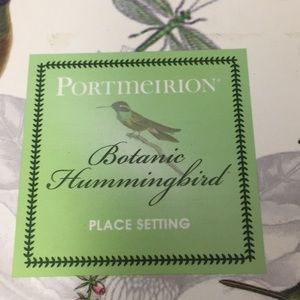 PORTMEIRION®
Botanic
Hummingbird
PLACE SETTING